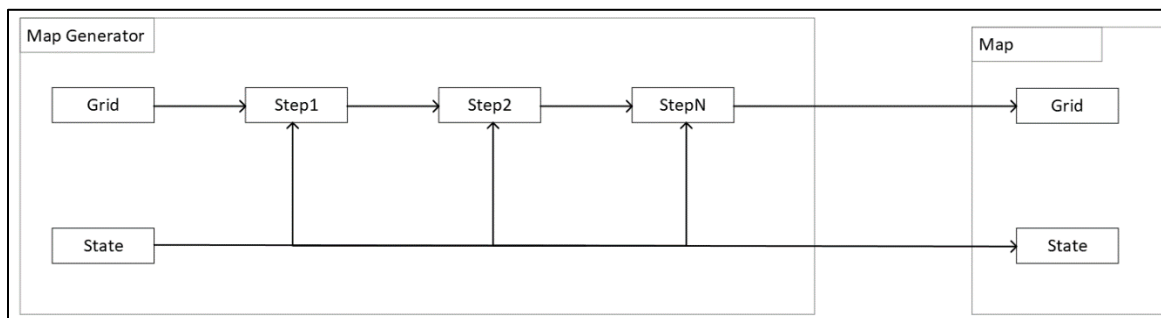 Map Generator
Map
Grid
Step1
Step2
StepN
Grid
State
State